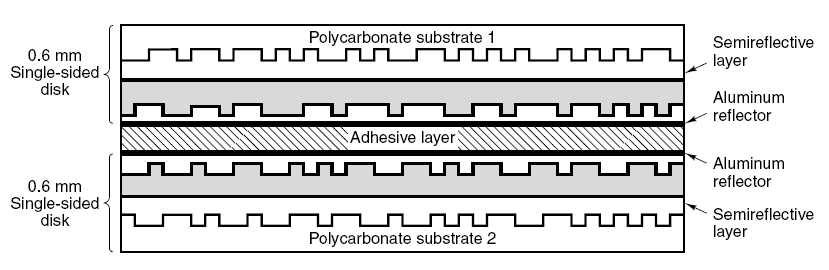 Polycarbonate substrate 1
0.6 mm
Single-sided
disk
Semireflective
layer
Aluminum
reflector
Adhesive layer
Aluminum
reflector
0.6 mm
Single-sided
disk
Semireflective
layer
Polycarbonate substrate 2